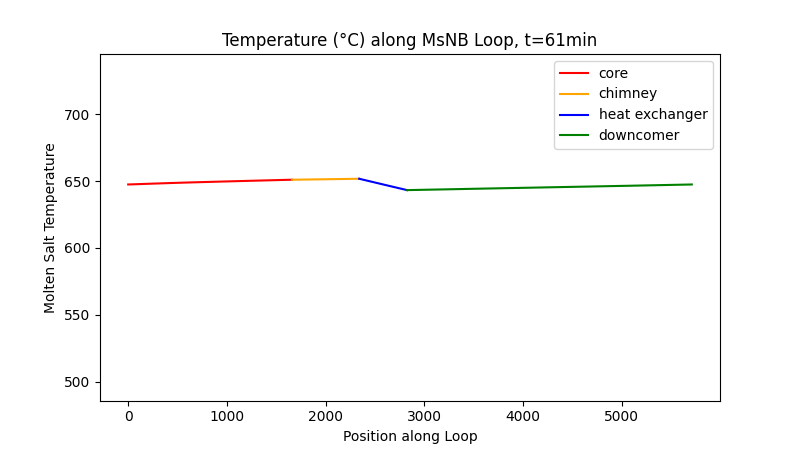 Temperature (°C) along MsNB Loop, t=61min
core
chimney
heat exchanger
downcomer
700
650
600
550
500
Molten Salt Temperature
0 1000 2000 3000 4000 5000
Position along Loop